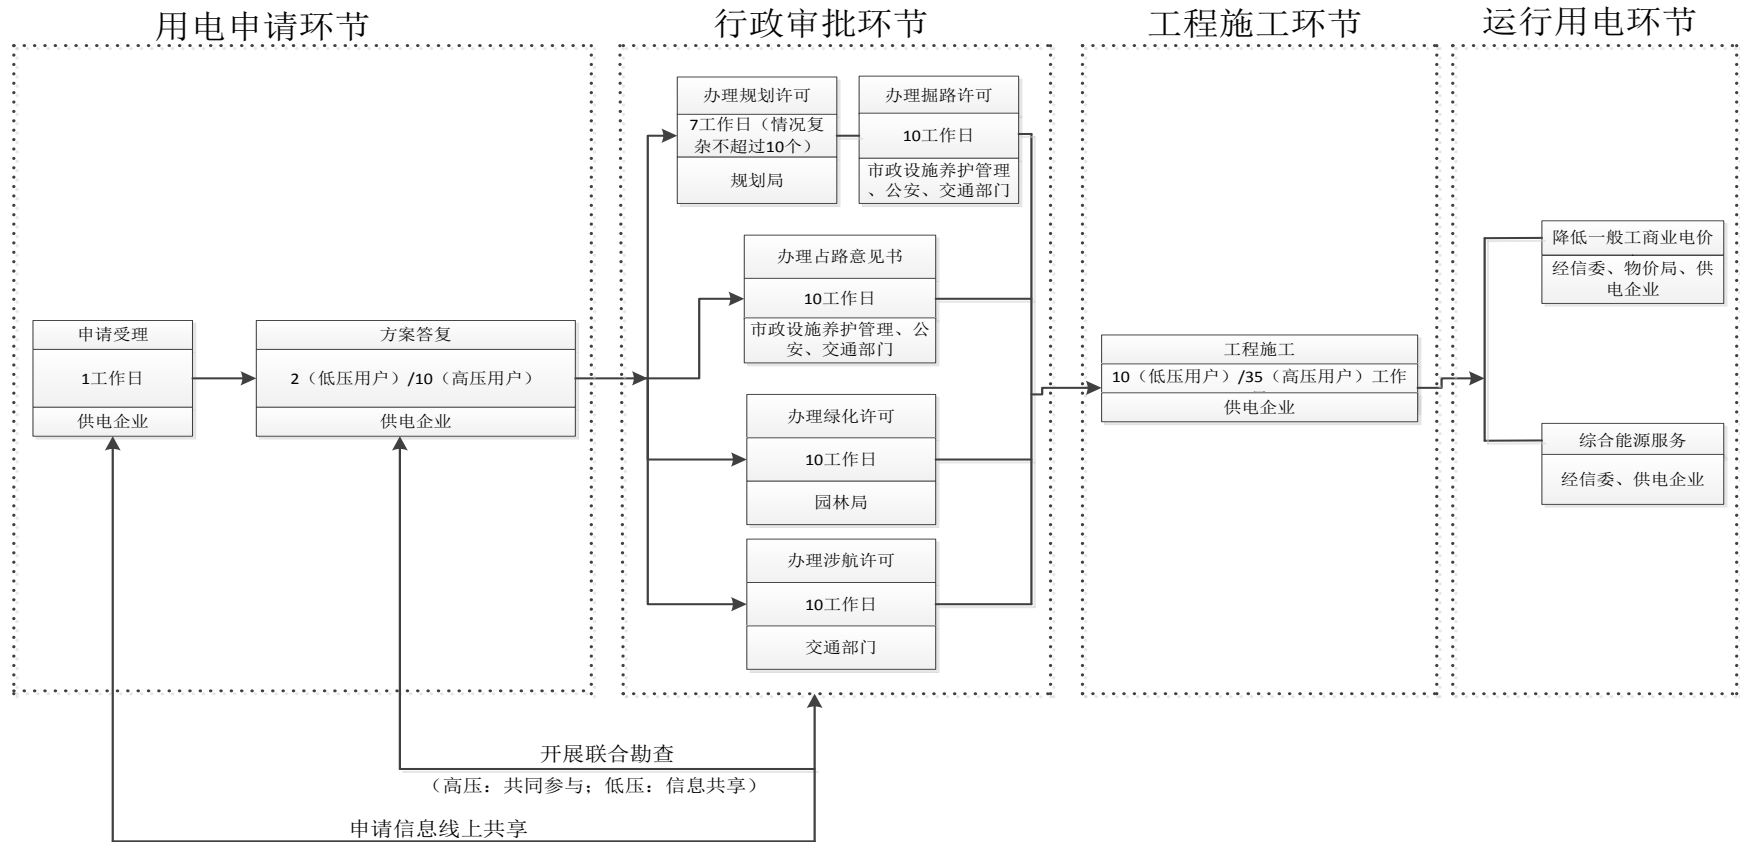 用电申请环节
行政审批环节
工程施工环节
运行用电环节
申请受理
1工作日
供电企业
方案答复
2（低压用户）/10（高压用户）
供电企业
办理规划许可
7工作日（情况复
杂不超过10个）
规划局
办理掘路许可
10工作日
市政设施养护管理
、公安、交通部门
办理占路意见书
10工作日
市政设施养护管理、公
安、交通部门
办理绿化许可
10工作日
园林局
办理涉航许可
10工作日
交通部门
工程施工
10（低压用户）/35（高压用户）工作
供电企业
降低一般工商业电价
经信委、物价局、供
电企业
综合能源服务
经信委、供电企业
开展联合勘查
（高压：共同参与；低压：信息共享）
申请信息线上共享